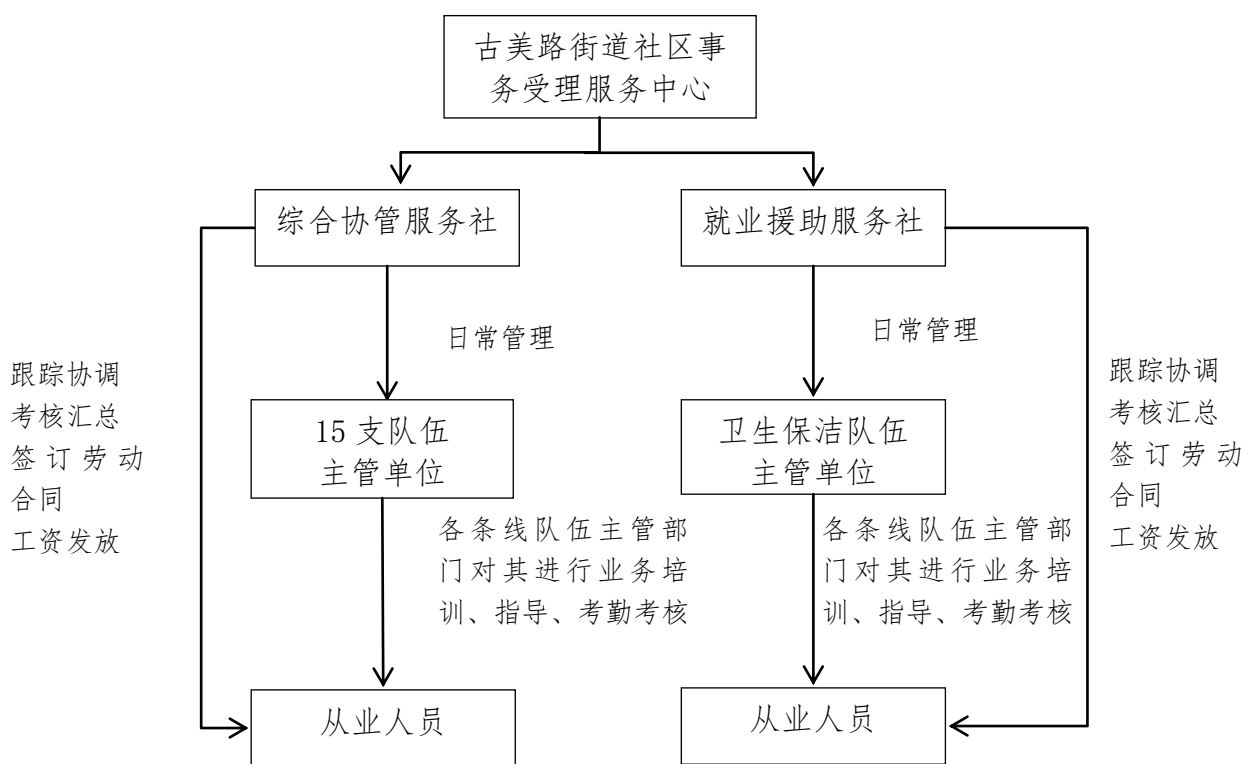 古美路街道社区事
务受理服务中心
综合协管服务社
就业援助服务社
日常管理
日常管理
跟踪协调
考核汇总
签订劳动
合同
工资发放
15 支队伍
主管单位
卫生保洁队伍
主管单位
跟踪协调
考核汇总
签订劳动
合同
工资发放
各条线队伍主管部
门对其进行业务培
训、指导、考勤考核
各条线队伍主管部
门对其进行业务培
训、指导、考勤考核
从业人员
从业人员